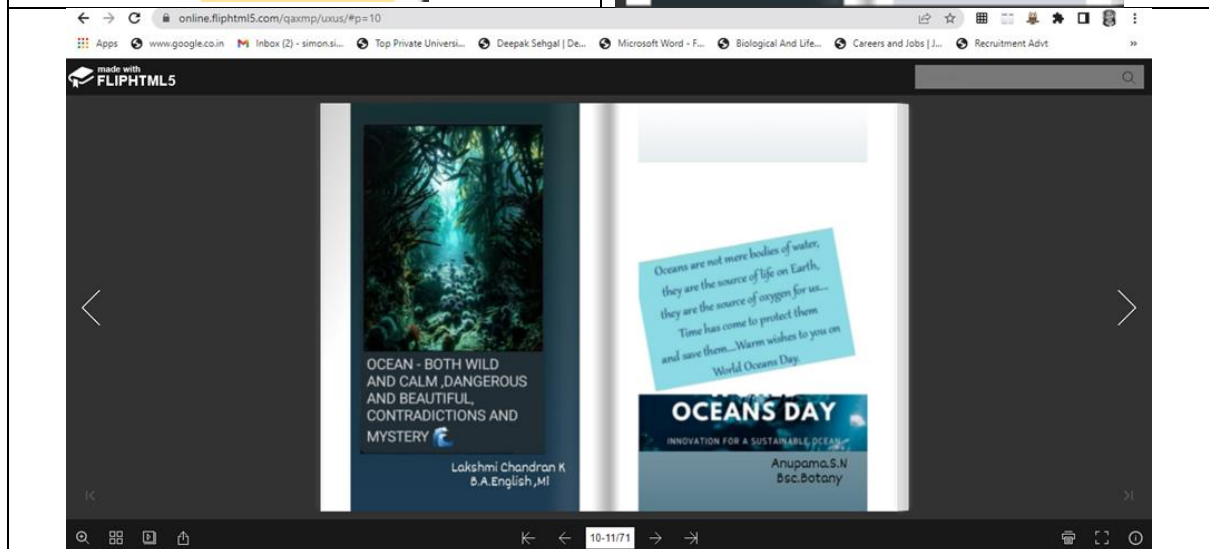 online.fliphtml5.com/qaxmp/uxus/#p=10
Apps www.google.co.in Inbox (2) - simon.si... Top Private Universi... Deepak Sehgal | De... Microsoft Word - F... Biological And Life... Careers and Jobs | J... Recruitment Advt »
made with
FLIPHTML5
OCEAN - BOTH WILD
AND CALM ,DANGEROUS
AND BEAUTIFUL,
CONTRADICTIONS AND
MYSTERY
Lakshmi Chandran K
B.A.English ,M1
Oceans are not mere bodies of water,
they are the source of life on Earth,
they are the source of oxygen for us....
Time has come to protect them
and save them....Warm wishes to you on
World Oceans Day.
OCEANS DAY
INNOVATION FOR A SUSTAINABLE OCEAN
Anupama.S.N
Bsc.Botany
10-11/71